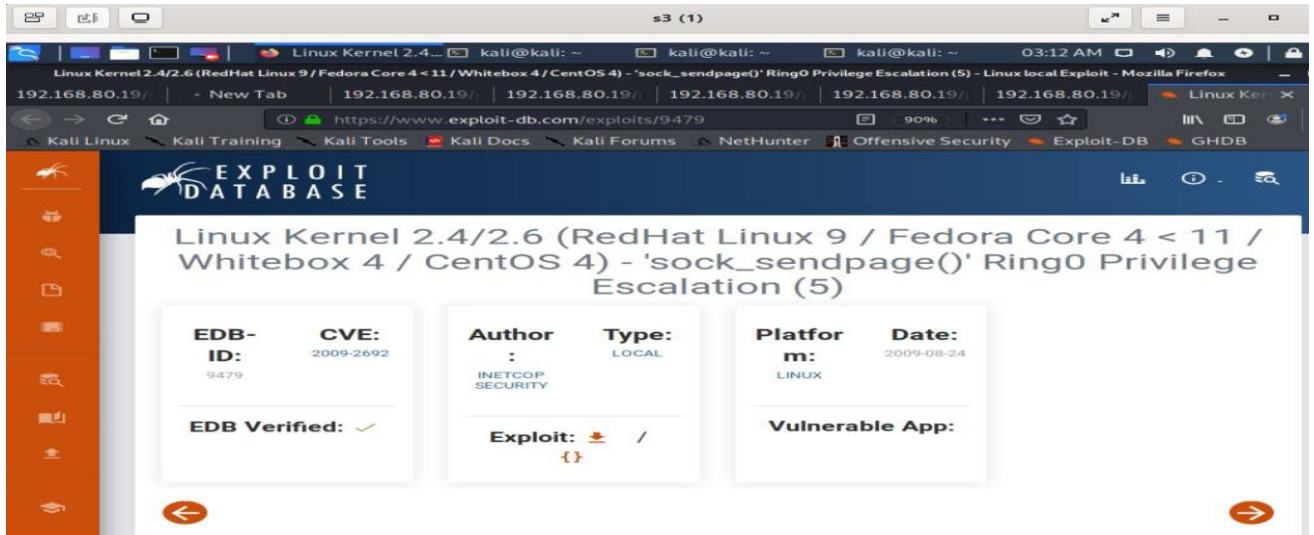 s3 (1)
Linux Kernel 2.4... kali@kali: ~ kali@kali: ~ kali@kali: ~ 03:12 AM
Linux Kernel 2.4/2.6 (RedHat Linux 9 / Fedora Core 4 < 11 / Whitebox 4 / CentOS 4) - 'sock_sendpage()' Ring0 Privilege Escalation (5) - Linux local Exploit - Mozilla Firefox
192.168.80.19/ New Tab 192.168.80.19/ 192.168.80.19/ 192.168.80.19/ 192.168.80.19/ 192.168.80.19/ Linux Ker
https://www.exploit-db.com/exploits/9479 90%
Kali Linux Kali Training Kali Tools Kali Docs Kali Forums NetHunter Offensive Security Exploit-DB GHDB
EXPLOIT
DATABASE
Linux Kernel 2.4/2.6 (RedHat Linux 9 / Fedora Core 4 < 11 /
Whitebox 4 / CentOS 4) - 'sock_sendpage()' Ring0 Privilege
Escalation (5)
EDB-
ID:
9479
CVE:
2009-2692
EDB Verified:
Author
:
INETCOP
SECURITY
Type:
LOCAL
Exploit: /
{}
Platfor
m:
LINUX
Date:
2009-08-24
Vulnerable App: